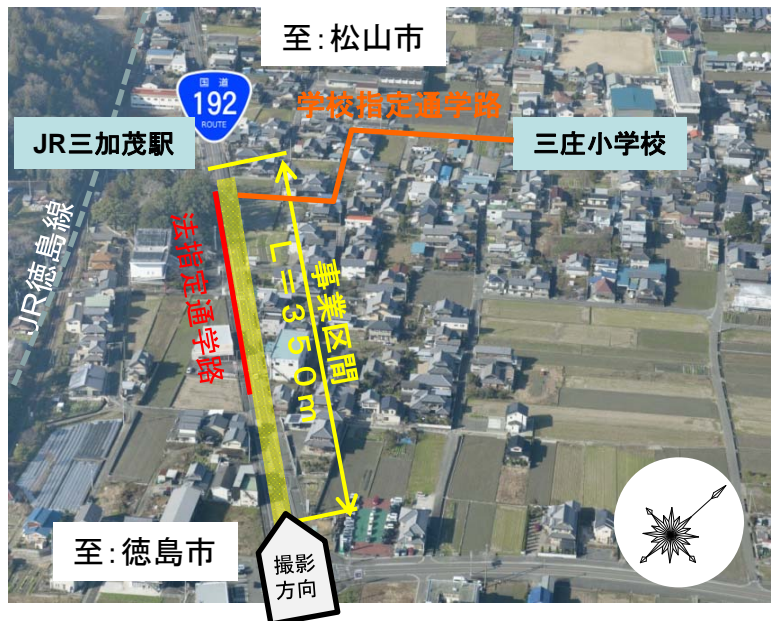 至：松山市
国道
192
ROUTE
学校指定通学路
JR三加茂駅
三庄小学校
JR徳島線
法指定通学路
事業区間
L＝350m
至：徳島市
撮影
方向